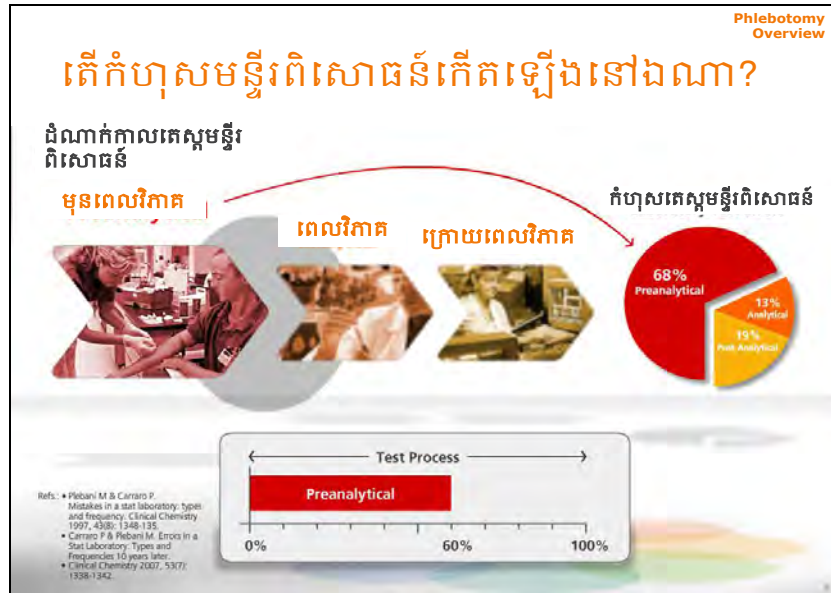 Phlebotomy
Overview
តើកំហុសមន្ទីរពិសោធន៍កើតឡើងនៅឯណា?
ដំណាក់កាលតេស្តមន្ទីរ
ពិសោធន៍
មុនពេលវិភាគ
ពេលវិភាគ
ក្រោយពេលវិភាគ
កំហុសតេស្តមន្ទីរពិសោធន៍
68%
Preanalytical
13%
Analytical
19%
Post-Analytical
Test Process
Preanalytical
0%
60%
100%
Refs.: • Plebani M & Carraro P.
Mistakes in a stat laboratory: types
and frequency. Clinical Chemistry
1997, 43(8): 1348-135.
• Carraro P & Plebani M. Errors in a
Stat Laboratory: Types and
Frequencies 10 years later.
• Clinical Chemistry 2007, 53(7):
1338-1342.